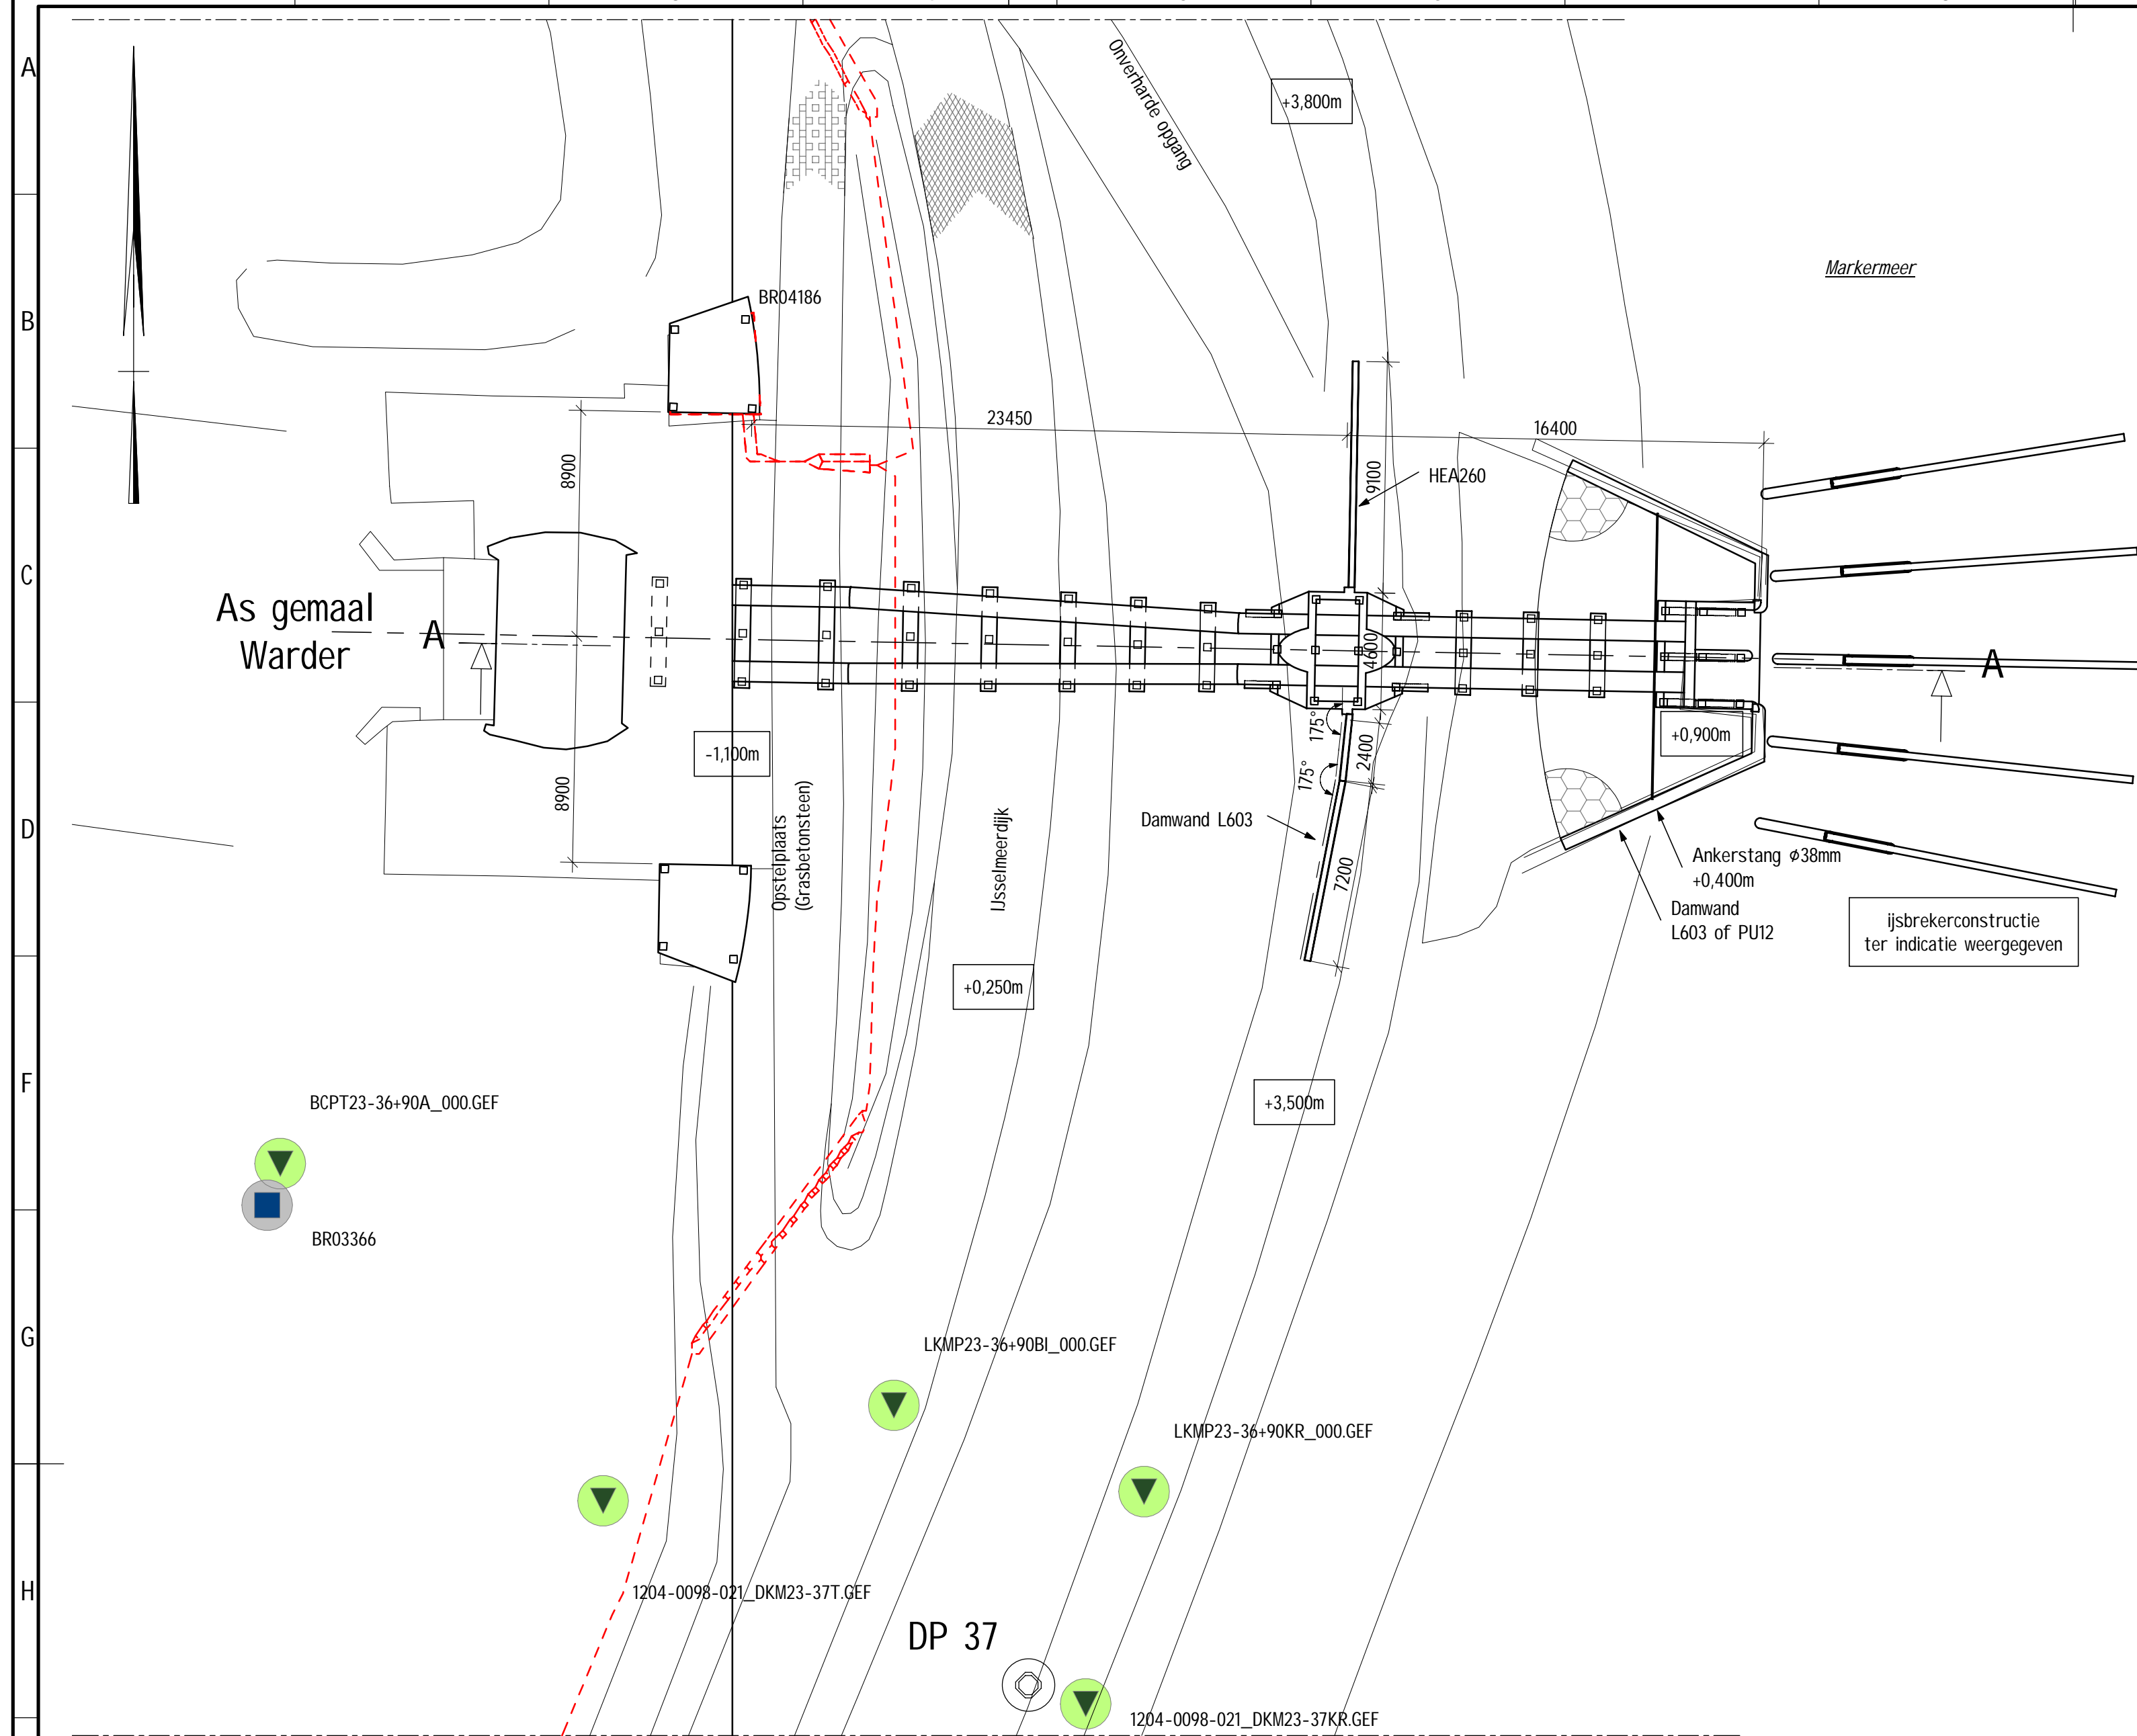 A
B
C
D
F
G
H
Onverharde opgang
+3,800m
Markermeer
BR04186
23450
16400
9100
HEA260
8900
As gemaal
Warder
A
4600
A
175°
2400
175°
-1,100m
+0,900m
8900
Opstelplaats
(Grasbetonsteen)
IJsselmeerdijk
Damwand L603
7200
Ankerstang ø38mm
+0,400m
Damwand
L603 of PU12
ijsbrekerconstructie
ter indicatie weergegeven
+0,250m
+3,500m
BCPT23-36+90A_000.GEF
BR03366
LKMP23-36+90BI_000.GEF
LKMP23-36+90KR_000.GEF
1204-0098-021_DKM23-37T.GEF
DP 37
1204-0098-021_DKM23-37KR.GEF